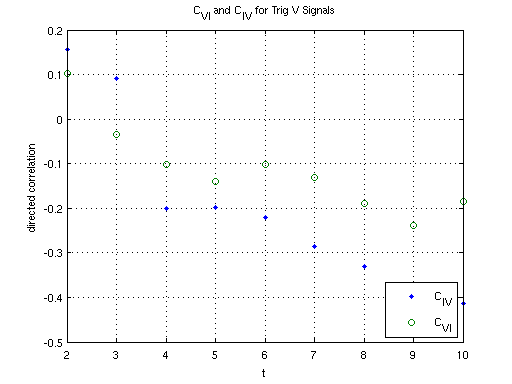 C_VI and C_IV for Trig V Signals
0.2
0.1
0
-0.1
-0.2
-0.3
-0.4
-0.5
directed correlation
2 3 4 5 6 7 8 9 10
t
C_IV
C_VI